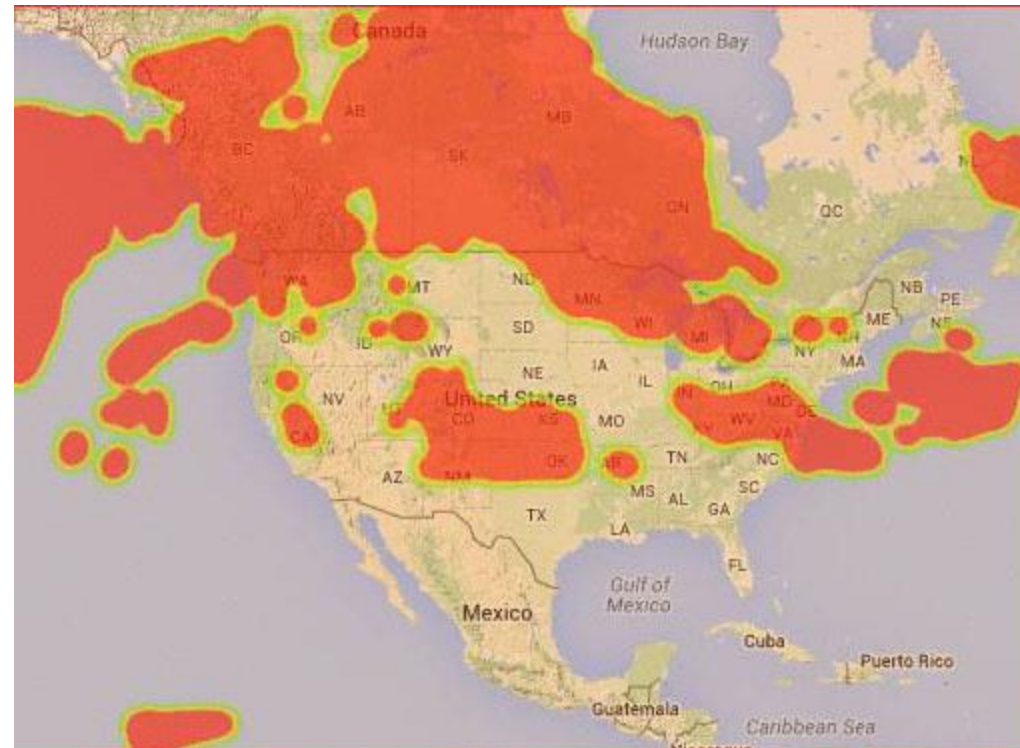 Canada
Hudson Bay
AB
MB
BC
SK
ON
QC
NL
WA
MT
ND
NB
PE
MN
ME
OR
ID
SD
WI
MI
NY
MA
WY
NE
IA
IL
IN
OH
PA
NV
UT
United States
CO
KS
MO
WV
MD
DE
KY
VA
CA
AZ
NM
OK
AR
TN
NC
MS
AL
SC
GA
TX
LA
FL
Gulf of
Mexico
Mexico
Cuba
Puerto Rico
Guatemala
Caribbean Sea